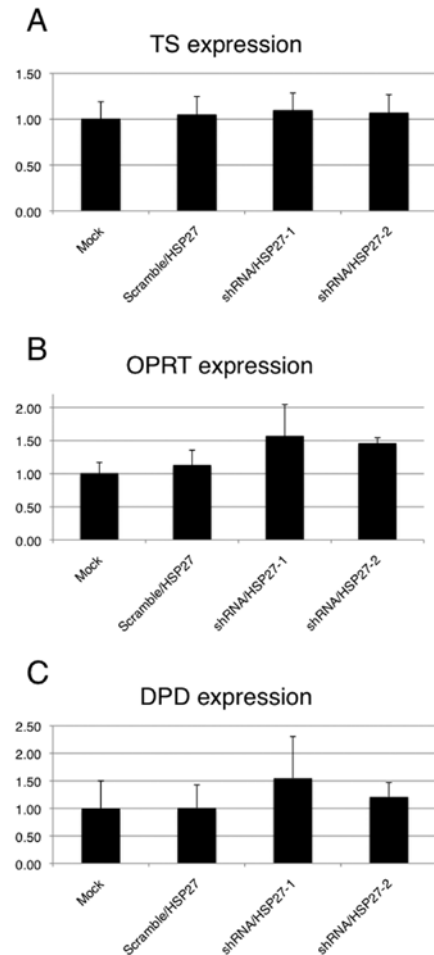 A
TS expression
1.50
1.00
0.50
0.00
Mock
Scramble/HSP27
shRNA/HSP27-1
shRNA/HSP27-2
B
OPRT expression
2.00
1.50
1.00
0.50
0.00
Mock
Scramble/HSP27
shRNA/HSP27-1
shRNA/HSP27-2
C
DPD expression
2.50
2.00
1.50
1.00
0.50
0.00
Mock
Scramble/HSP27
shRNA/HSP27-1
shRNA/HSP27-2